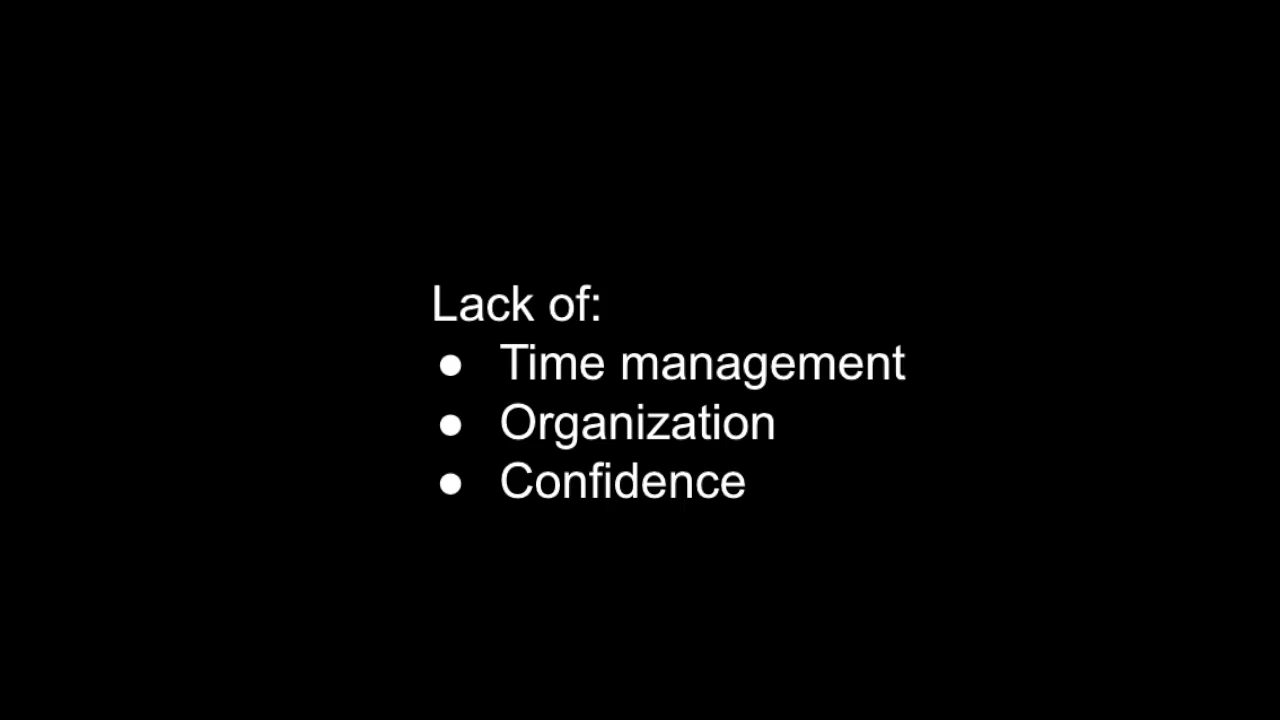 Lack of:
● Time management
● Organization
● Confidence